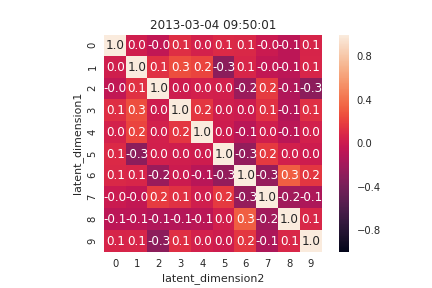 2013-03-04 09:50:01
latent_dimension1
0 1.0 0.0 -0.0 0.1 0.0 0.1 0.1 -0.0 -0.1 0.1
1 0.0 1.0 0.1 0.3 0.2 -0.3 0.1 -0.0 -0.1 0.1
2 -0.0 0.1 1.0 0.0 0.0 0.0 -0.2 0.2 -0.1 -0.3
3 0.1 0.3 0.0 1.0 0.2 0.0 0.0 0.1 -0.1 0.1
4 0.0 0.2 0.0 0.2 1.0 0.0 -0.1 0.0 -0.1 0.0
5 0.1 -0.3 0.0 0.0 0.0 1.0 -0.3 0.2 0.0 0.0
6 0.1 0.1 -0.2 0.0 -0.1 -0.3 1.0 -0.3 0.3 0.2
7 -0.0 -0.0 0.2 0.1 0.0 0.2 -0.3 1.0 -0.2 -0.1
8 -0.1 -0.1 -0.1 -0.1 -0.1 0.0 0.3 -0.2 1.0 0.1
9 0.1 0.1 -0.3 0.1 0.0 0.0 0.2 -0.1 0.1 1.0
0 1 2 3 4 5 6 7 8 9
latent_dimension2
0.8
0.4
0.0
−0.4
−0.8